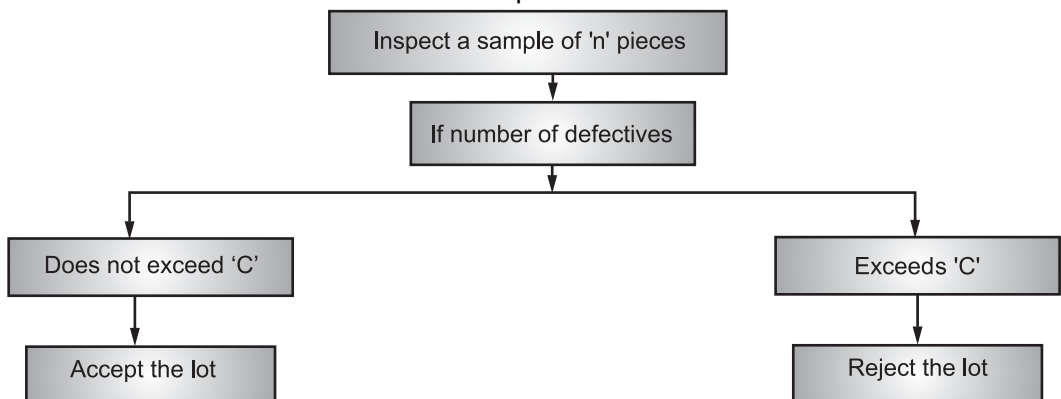 Inspect a sample of 'n' pieces
If number of defectives
Does not exceed ‘C’
Exceeds 'C'
Accept the lot
Reject the lot